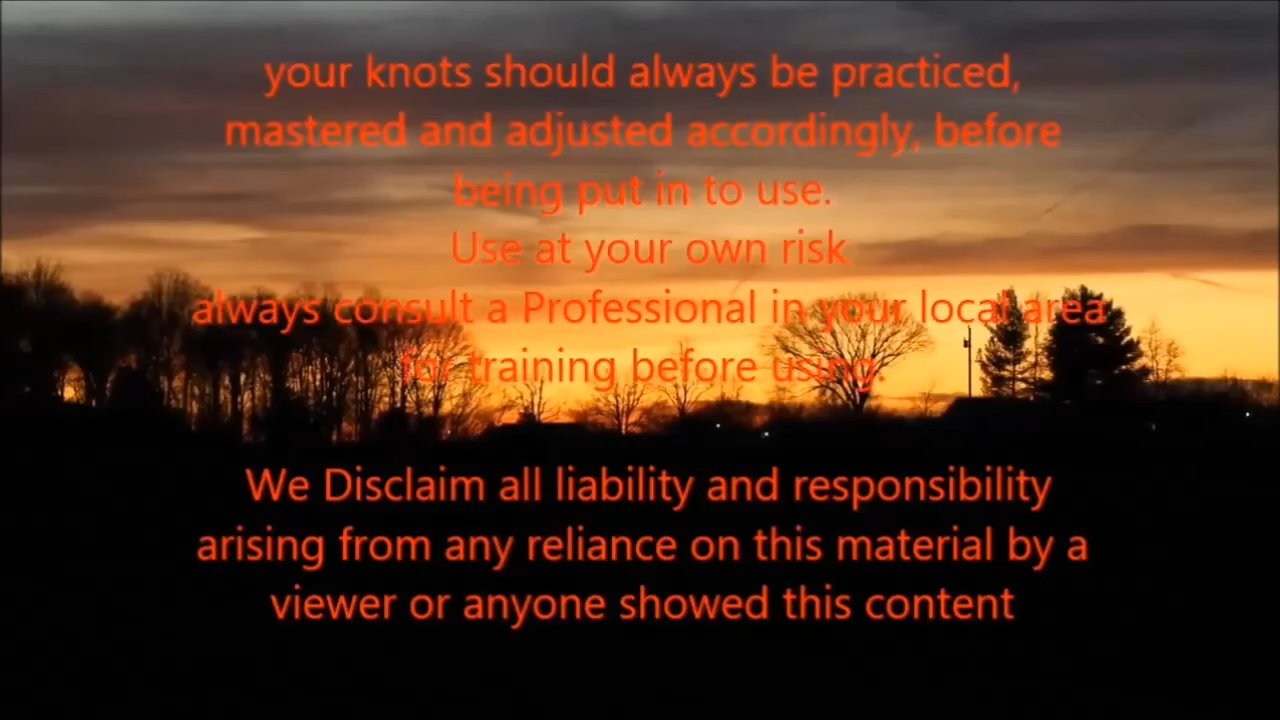 your knots should always be practiced,
mastered and adjusted accordingly, before
being put in to use.
Use at your own risk
always consult a Professional in your local area
for training before using.
We Disclaim all liability and responsibility
arising from any reliance on this material by a
viewer or anyone showed this content